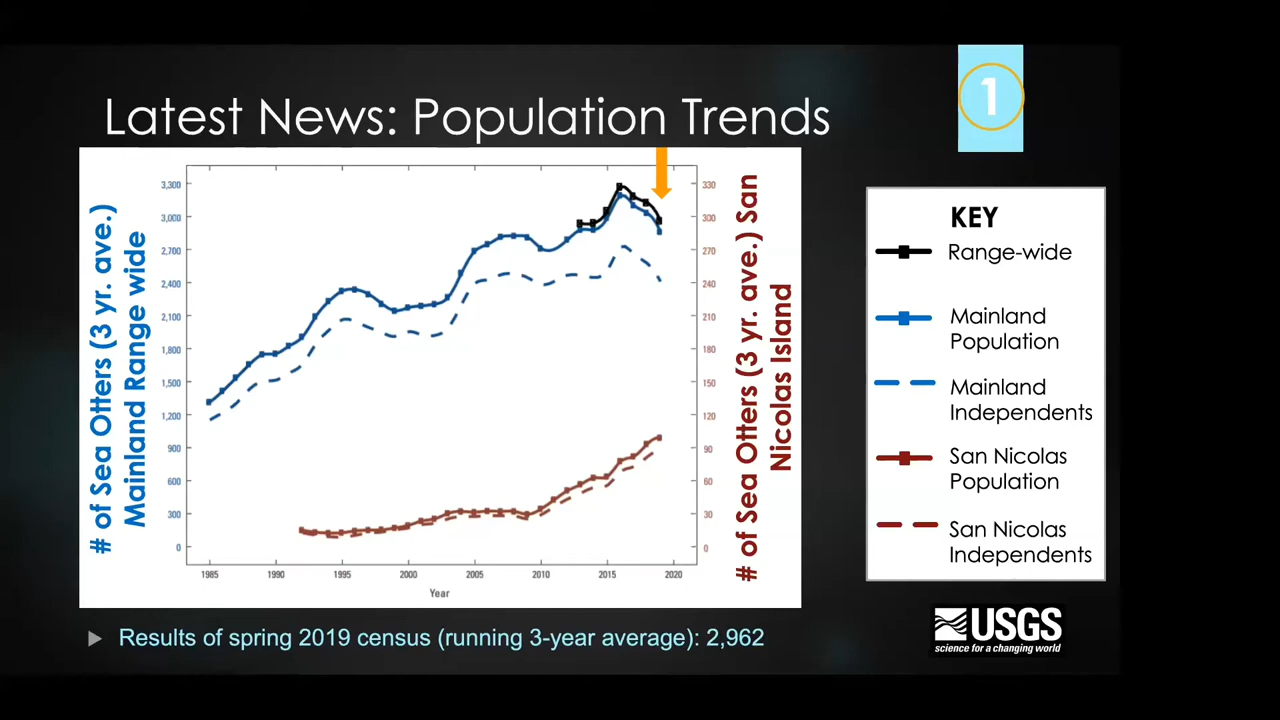 Latest News: Population Trends
1
# of Sea Otters (3 yr. ave.)
Mainland Range wide
3,300
3,000
2,700
2,400
2,100
1,800
1,500
1,200
900
600
300
0
330
300
270
240
210
180
150
120
90
60
30
0
# of Sea Otters (3 yr. ave.) San
Nicolas Island
1985
1990
1995
2000
2005
2010
2015
2020
Year
KEY
Range-wide
Mainland
Population
Mainland
Independents
San Nicolas
Population
San Nicolas
Independents
Results of spring 2019 census (running 3-year average): 2,962
USGS
science for a changing world